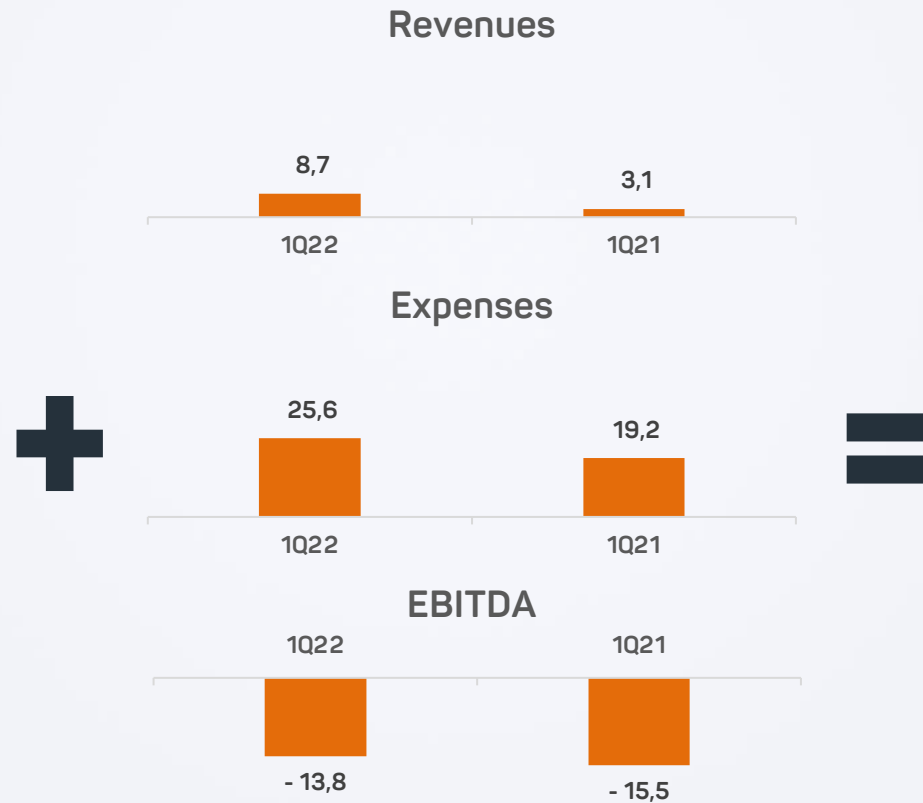 Revenues
8,7
3,1
1Q22
1Q21
Expenses
25,6
19,2
1Q22
1Q21
EBITDA
1Q22
1Q21
- 13,8
- 15,5